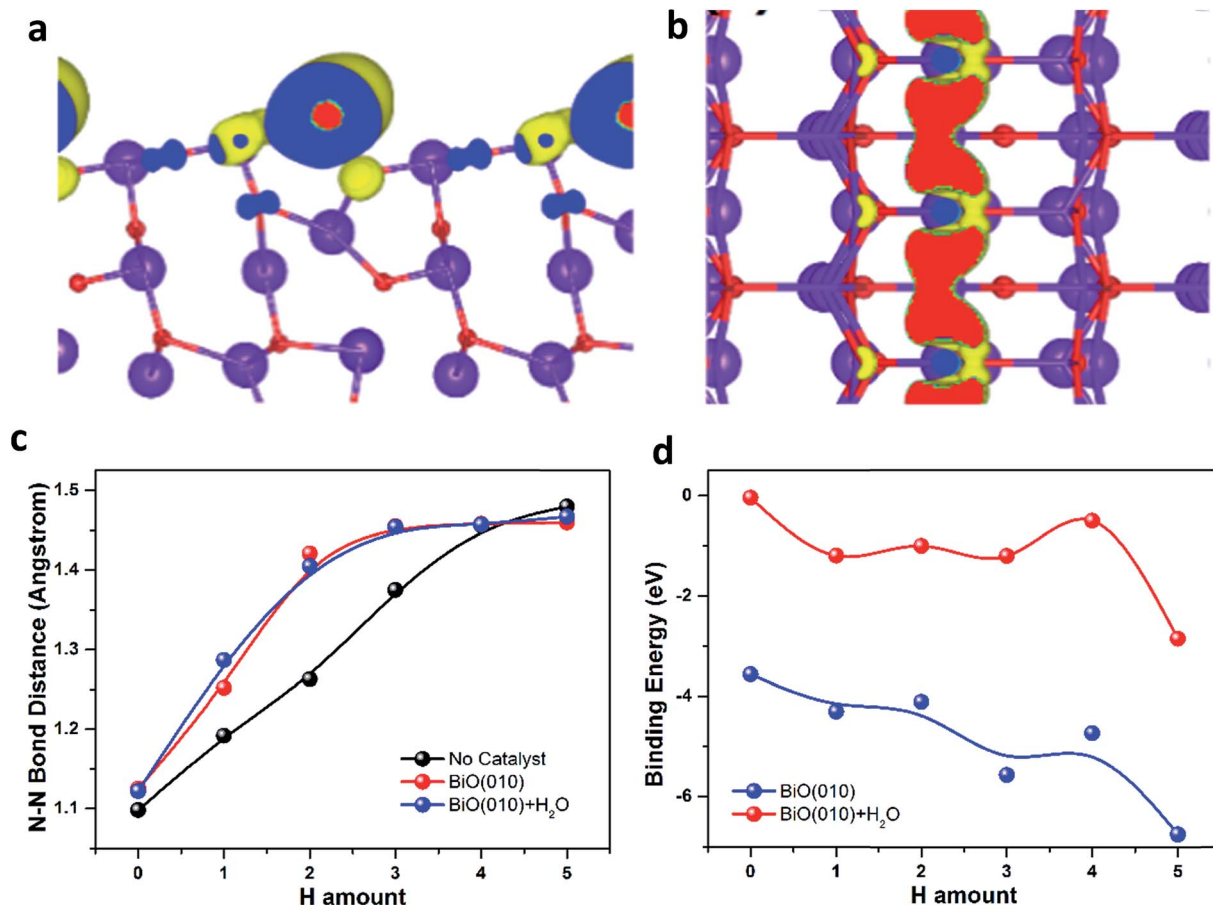 a
b
c
N-N Bond Distance (Angstrom)
1.5
1.4
1.3
1.2
1.1
No Catalyst
BiO(010)
BiO(010)+H₂O
0 1 2 3 4 5
H amount
d
Binding Energy (eV)
0
-2
-4
-6
BiO(010)
BiO(010)+H₂O
0 1 2 3 4 5
H amount